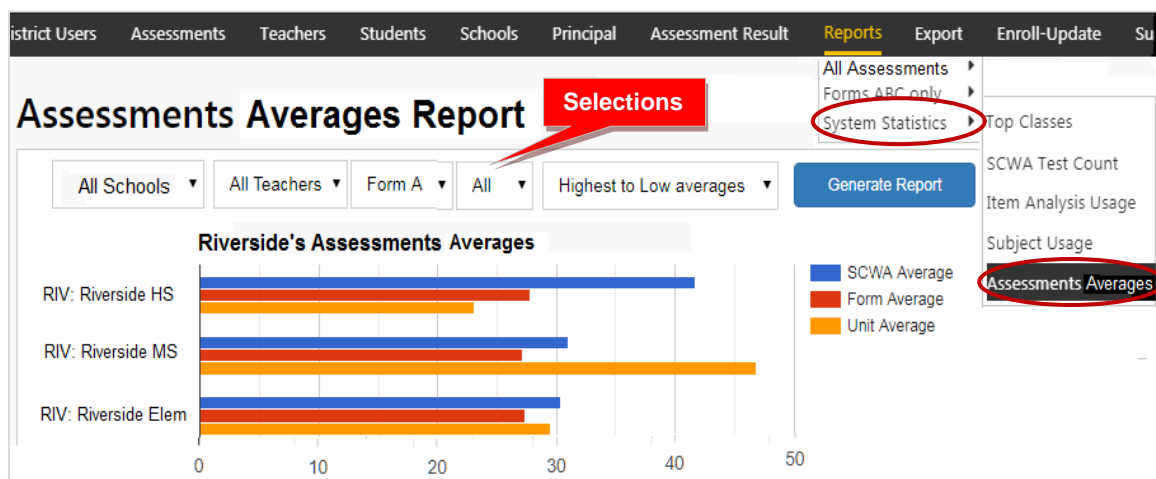 istrict Users Assessments Teachers Students Schools Principal Assessment Result Reports Export Enroll-Update Su
All Assessments
Forms ABC only
System Statistics
Top Classes
SCWA Test Count
Item Analysis Usage
Subject Usage
Assessments Averages
Assessments Averages Report
Selections
All Schools All Teachers Form A All Highest to Low averages Generate Report
Riverside's Assessments Averages
RIV: Riverside HS
RIV: Riverside MS
RIV: Riverside Elem
SCWA Average
Form Average
Unit Average
0 10 20 30 40 50